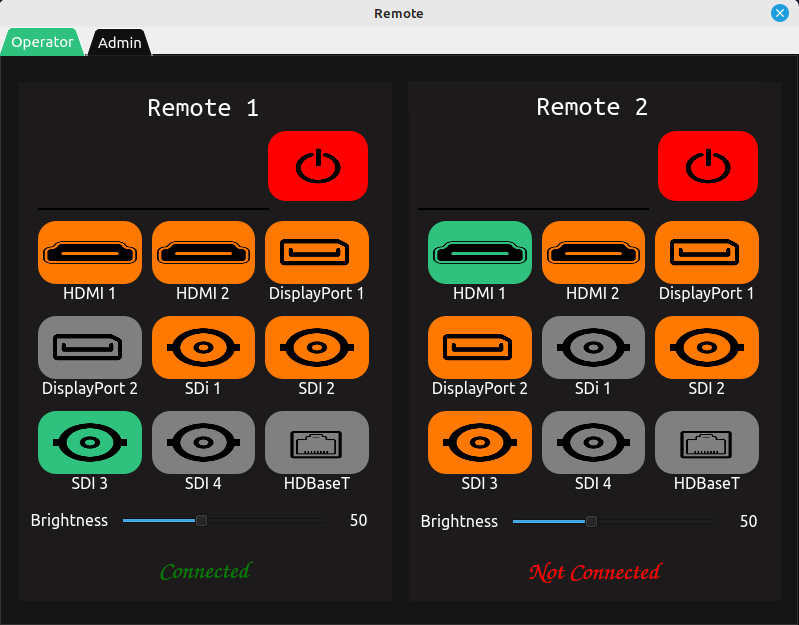 Remote
Operator
Admin
Remote 1
HDMI 1
HDMI 2
DisplayPort 1
DisplayPort 2
SDi 1
SDI 2
SDI 3
SDI 4
HDBaseT
Brightness
50
Connected
Remote 2
HDMI 1
HDMI 2
DisplayPort 1
DisplayPort 2
SDi 1
SDI 2
SDI 3
SDI 4
HDBaseT
Brightness
50
Not Connected